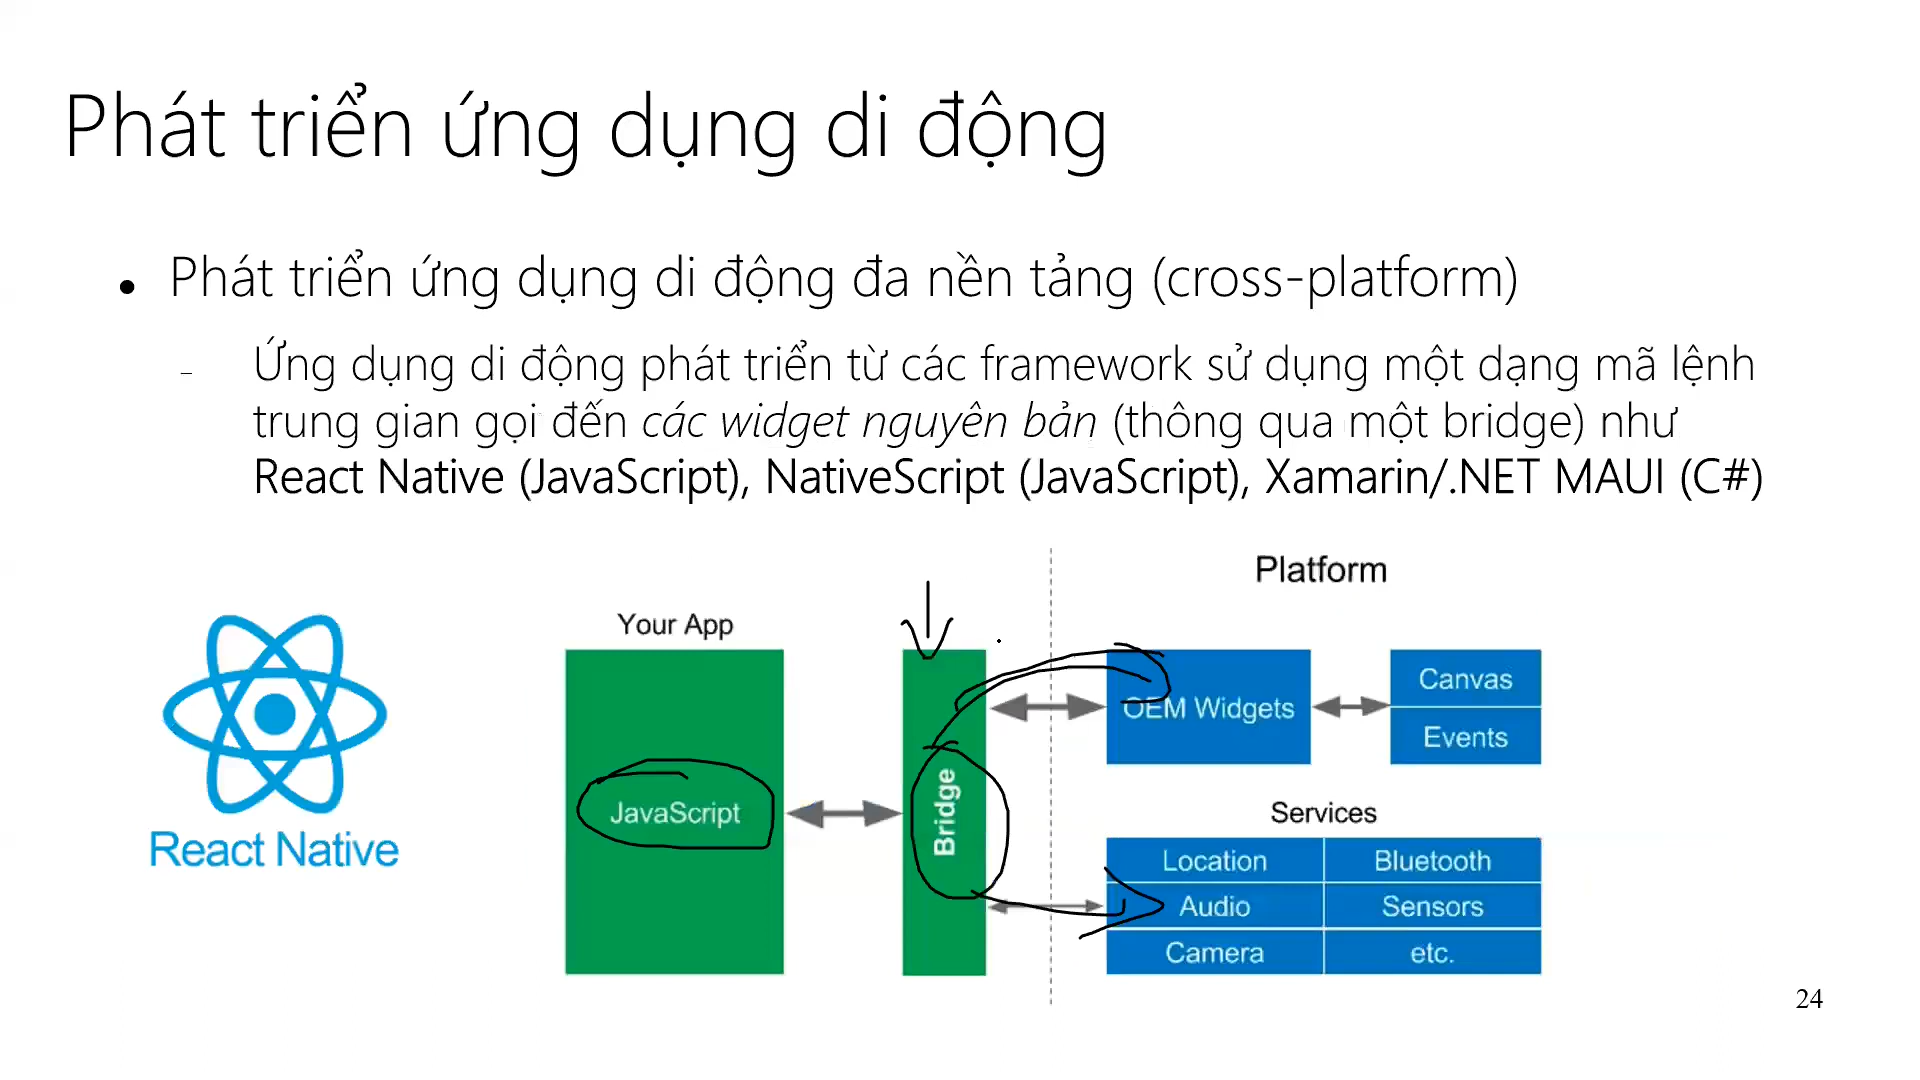 Phát triển ứng dụng di động
Phát triển ứng dụng di động đa nền tảng (cross-platform)
Ứng dụng di động phát triển từ các framework sử dụng một dạng mã lệnh
trung gian gọi đến các widget nguyên bản (thông qua một bridge) như
React Native (JavaScript), NativeScript (JavaScript), Xamarin/.NET MAUI (C#)
React Native
Your App
JavaScript
Bridge
Platform
OEM Widgets
Canvas
Events
Services
Location
Bluetooth
Audio
Sensors
Camera
etc.
24